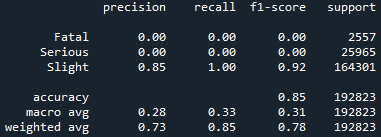 precision recall f1-score support
Fatal 0.00 0.00 0.00 2557
Serious 0.00 0.00 0.00 25965
Slight 0.85 1.00 0.92 164301
accuracy 0.85 192823
macro avg 0.28 0.33 0.31 192823
weighted avg 0.73 0.85 0.78 192823